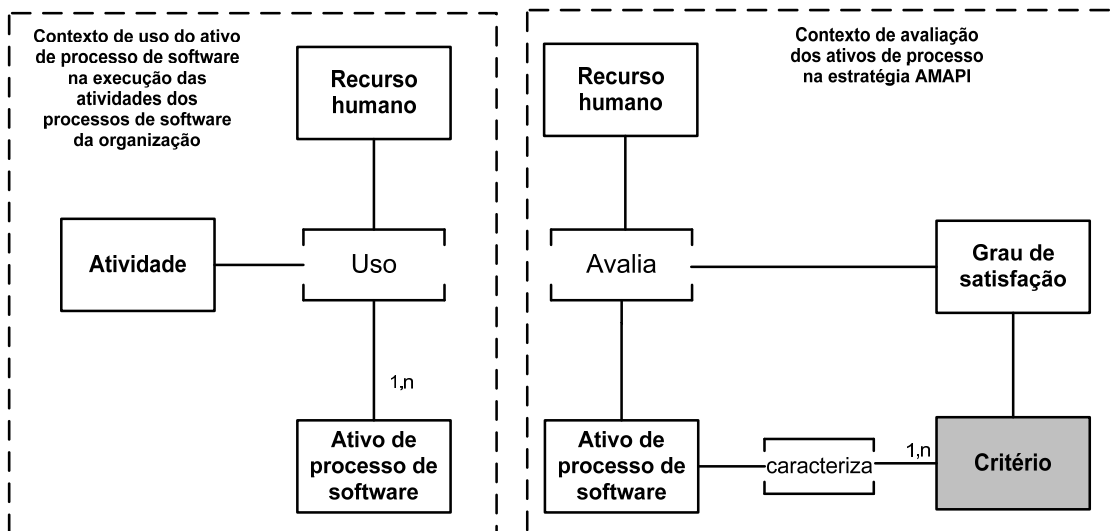 Contexto de uso do ativo
de processo de software
na execução das
atividades dos
processos de software
da organização
Recurso
humano
Atividade
Uso
1,n
Ativo de
processo de
software
Contexto de avaliação
dos ativos de processo
na estratégia AMAPI
Recurso
humano
Avalia
Grau de
satisfação
Ativo de
processo de
software
caracteriza
1,n
Critério